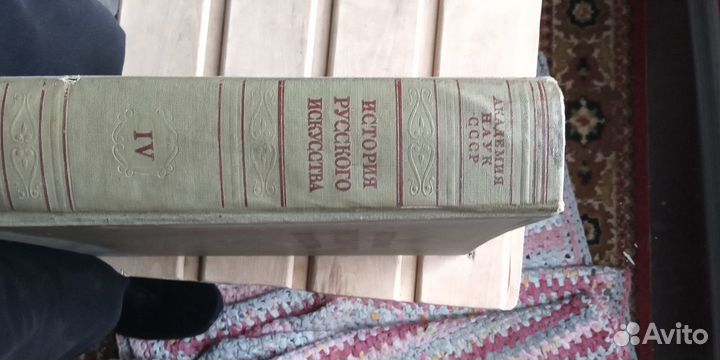 АКАДЕМИЯ
НАУК
СССР
ИСТОРИЯ
РУССКОГО
ИСКУССТВА
IV
Avito